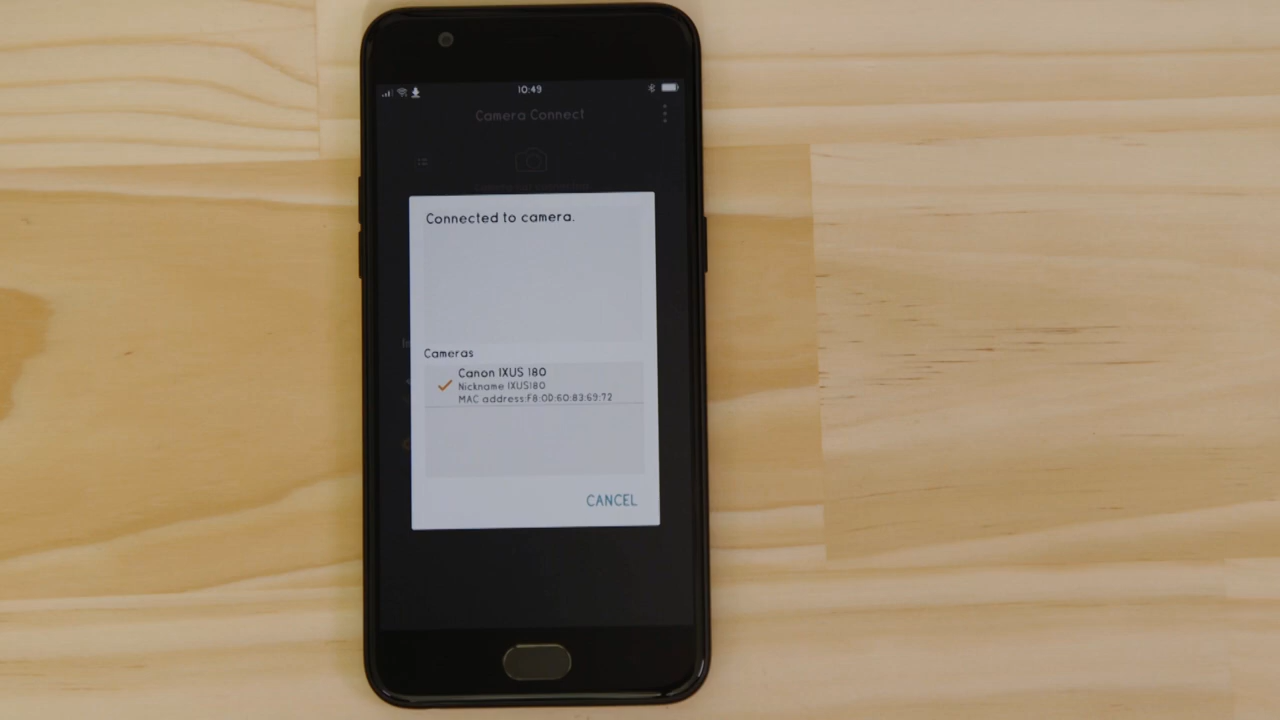 10:49
Camera Connect
Connected to camera.
Cameras
Canon IXUS 180
Nickname IXUS180
MAC address:F8:0D:60:83:69:72
CANCEL